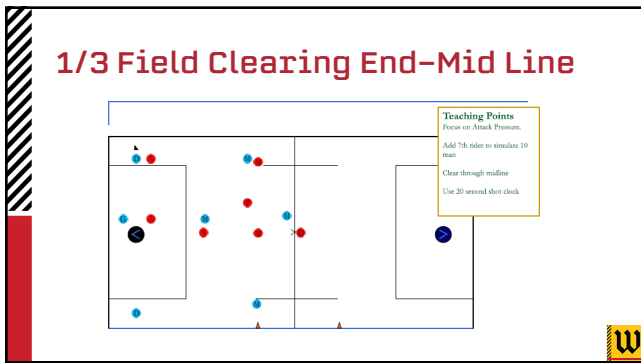 1/3 Field Clearing End-Mid Line
Teaching Points
Focus on Attack Pressure.
Add 7th rider to simulate 10
man
Clear through midline
Use 20 second shot clock
D
M
G
M
M
M
D
W